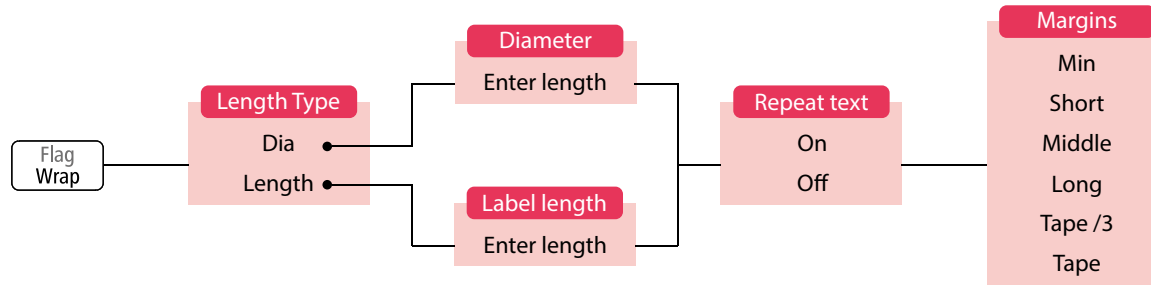 Flag
Wrap
Length Type
Dia
Length
Diameter
Enter length
Label length
Enter length
Repeat text
On
Off
Margins
Min
Short
Middle
Long
Tape /3
Tape